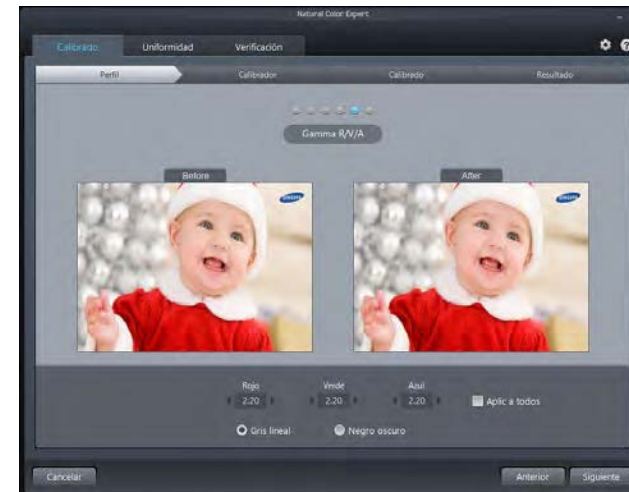 Natural Color Expert
Calibrado Uniformidad Verificación
Perfil Calibrador Calibredo Resultado
Gamma R/V/A
Before After
SAMSUNG SAMSUNG
Rojo Verde Azul
2.20 2.20 2.20 Aplic a todos
Gris lineal Negro oscuro
Cancelar Anterior Siguiente